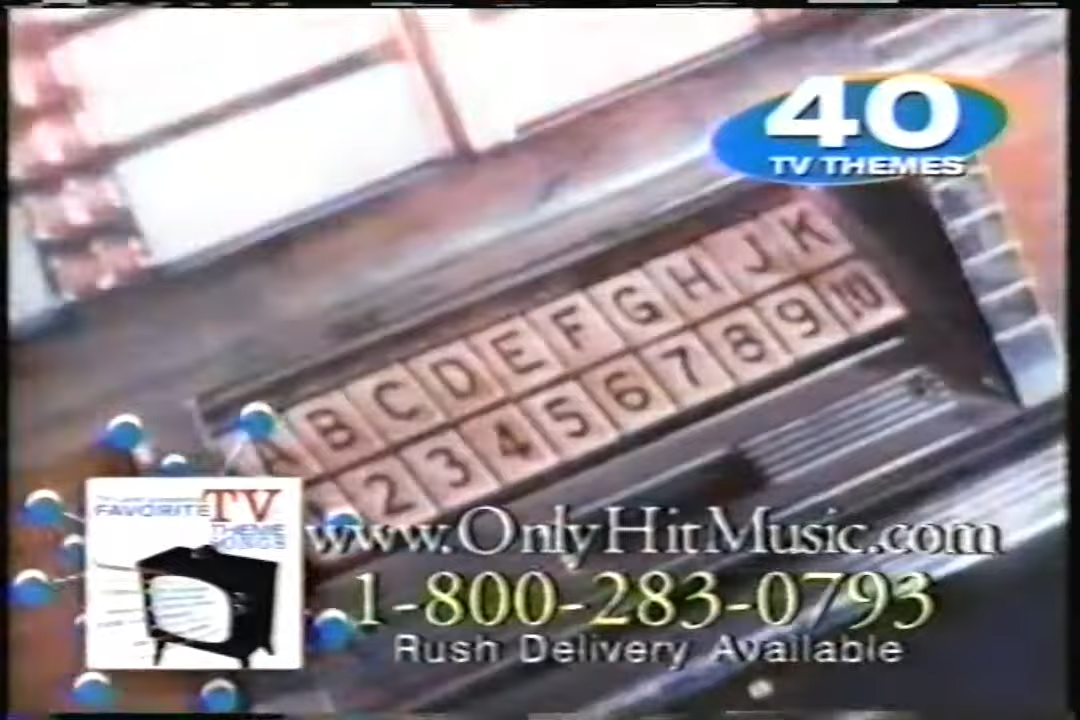 40
TV THEMES
A B C D E F G H J K
2 3 4 5 6 7 8 9 10
FAVORITE TV
THEME
SONGS
www.OnlyHitMusic.com
1-800-283-0793
Rush Delivery Available